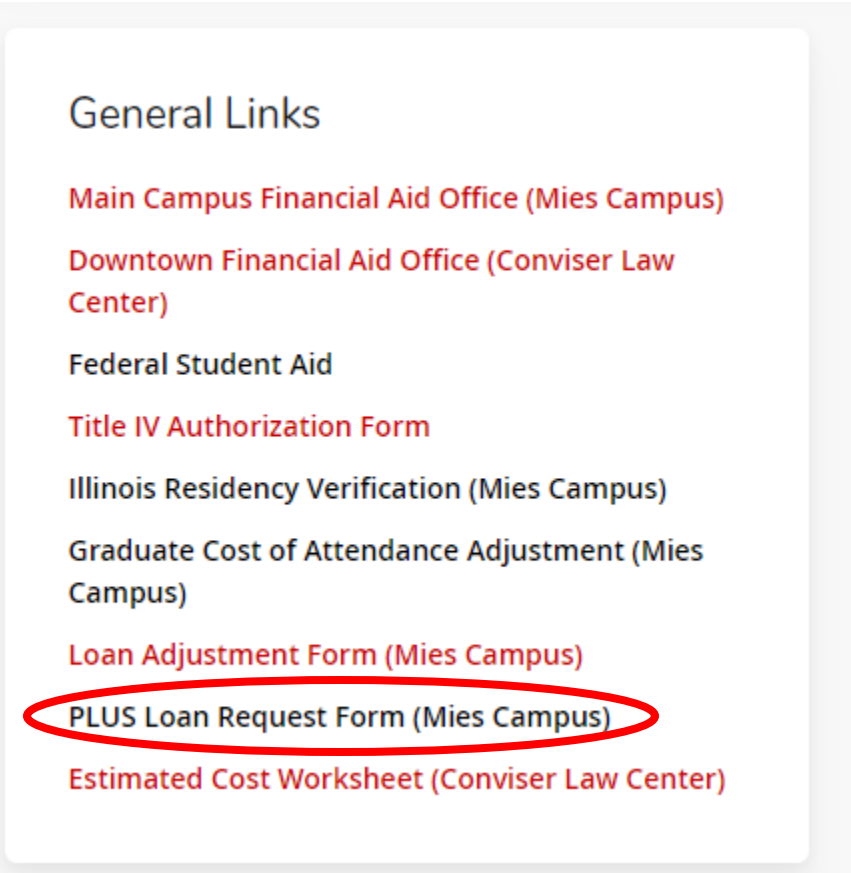 General Links
Main Campus Financial Aid Office (Mies Campus)
Downtown Financial Aid Office (Conviser Law
Center)
Federal Student Aid
Title IV Authorization Form
Illinois Residency Verification (Mies Campus)
Graduate Cost of Attendance Adjustment (Mies
Campus)
Loan Adjustment Form (Mies Campus)
PLUS Loan Request Form (Mies Campus)
Estimated Cost Worksheet (Conviser Law Center)